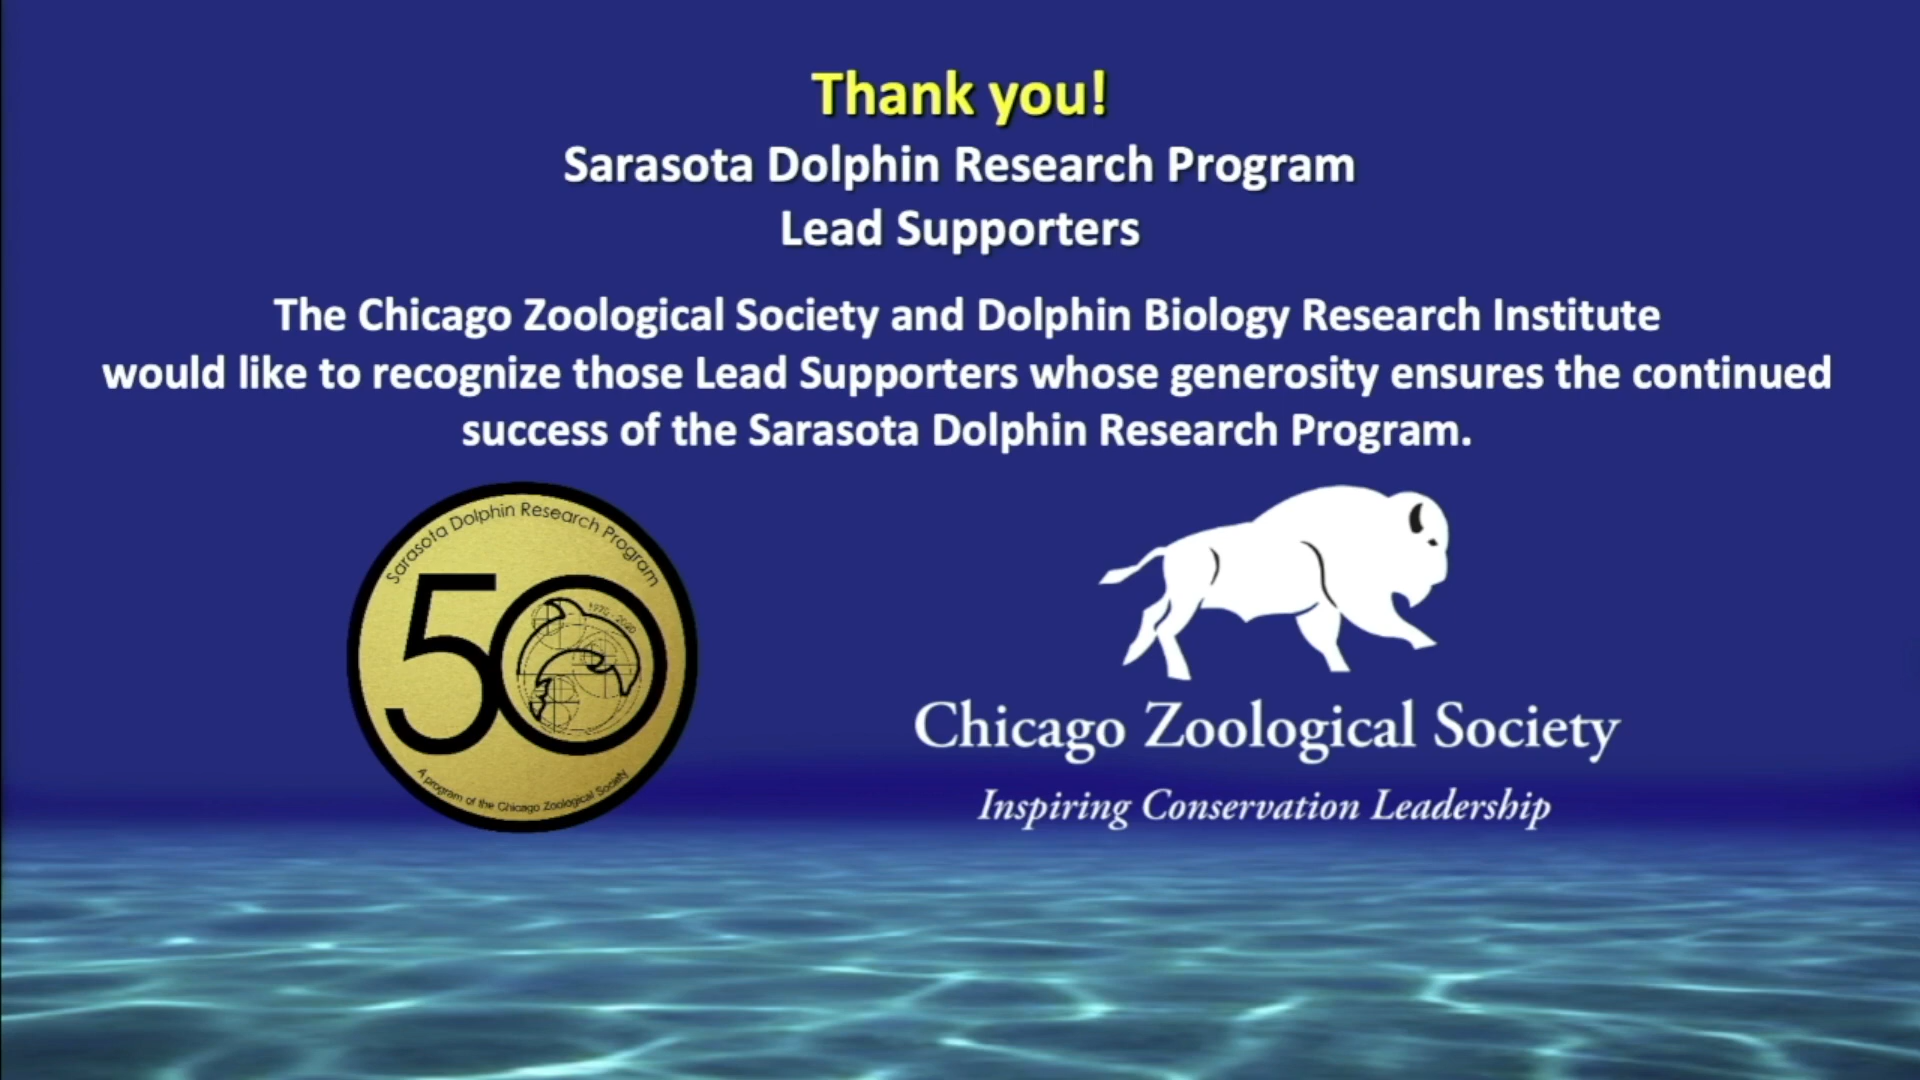 Thank you!
Sarasota Dolphin Research Program
Lead Supporters
The Chicago Zoological Society and Dolphin Biology Research Institute
would like to recognize those Lead Supporters whose generosity ensures the continued
success of the Sarasota Dolphin Research Program.
Sarasota Dolphin Research Program
50
1970 - 2020
A program of the Chicago Zoological Society
Chicago Zoological Society
Inspiring Conservation Leadership